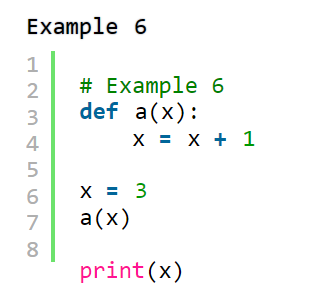 Example 6
1
2 # Example 6
3 def a(x):
4     x = x + 1
5
6 x = 3
7 a(x)
8
print(x)